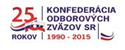 25 ROKOV
KONFEDERÁCIA
ODBOROVÝCH
ZVÄZOV SR
1990 - 2015